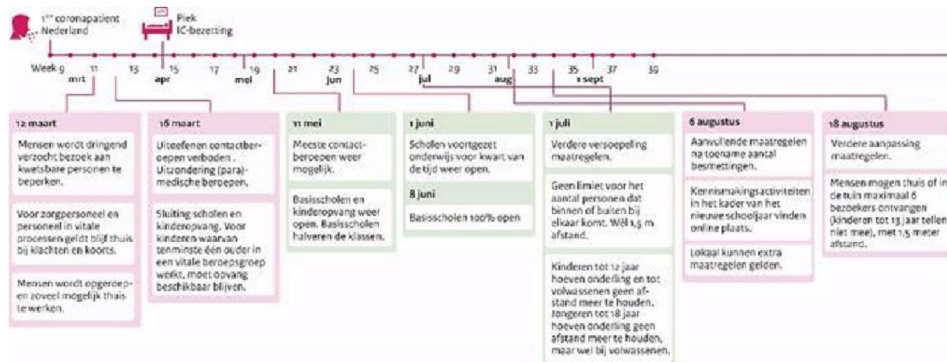 1ste coronapatient
Nederland
Piek
IC-bezetting
Week 9 11 13 15 17 19 21 23 25 27 29 31 33 35 37 39
mrt apr mei jun jul aug sept
12 maart
Mensen wordt dringend
verzocht bezoek aan
kwetsbare personen te
beperken.
Voor zorgpersoneel en
personeel in vitale
processen geldt blijf thuis
bij klachten en koorts.
Mensen wordt opgeroep-
en zoveel mogelijk thuis
te werken.
16 maart
Uitoefenen contactber-
oepen verboden .
Uitzondering (para)-
medische beroepen.
Sluiting scholen en
kinderopvang. Voor
kinderen waarvan
tenminste één ouder in
een vitale beroepsgroep
werkt, moet opvang
beschikbaar blijven.
11 mei
Meeste contact-
beroepen weer
mogelijk.
Basisscholen en
kinderopvang weer
open. Basisscholen
halveren de klassen.
1 juni
Scholen voortgezet
onderwijs voor kwart van
de tijd weer open.
8 juni
Basisscholen 100% open
1 juli
Verdere versoepeling
maatregelen.
Geen limiet voor het
aantal personen dat
binnen of buiten bij
elkaar komt. Wél 1,5 m
afstand.
Kinderen tot 12 jaar
hoeven onderling en tot
volwassenen geen af-
stand meer te houden.
Jongeren tot 18 jaar
hoeven onderling geen
afstand meer te houden,
maar wel bij volwassenen.
6 augustus
Aanvullende maatregelen
na toename aantal
besmettingen.
Kennismakingsactiviteiten
in het kader van het
nieuwe schooljaar vinden
online plaats.
Lokaal kunnen extra
maatregelen gelden.
18 augustus
Verdere aanpassing
maatregelen.
Mensen mogen thuis of in
de tuin maximaal 6
bezoekers ontvangen
(kinderen tot 13 jaar tellen
niet mee), met 1,5 meter
afstand.